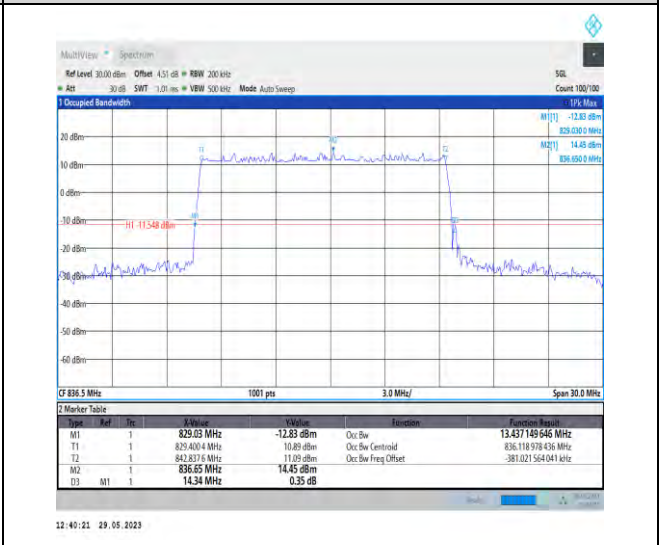 MultiView Spectrum
Ref Level 30.00 dBm Offset 4.51 dB RBW 200 kHz SGL
Att 30 dB SWT 1.01 ms VBW 500 kHz Mode Auto Sweep Count 100/100
1 Occupied Bandwidth 1Pk Max
M1[1] -12.83 dBm
829.030 0 MHz
M2[1] 14.45 dBm
836.650 0 MHz
20 dBm
M2
T1 T2
10 dBm
0 dBm
-10 dBm
M1
H1 -11.548 dBm
-20 dBm
-30 dBm
-40 dBm
-50 dBm
-60 dBm
CF 836.5 MHz 1001 pts 3.0 MHz/ Span 30.0 MHz
2 Marker Table
Type Ref Trc X-Value Y-Value Function Function Result
M1 1 829.03 MHz -12.83 dBm Occ Bw 13.437 149 646 MHz
T1 1 829.400 4 MHz 10.89 dBm Occ Bw Centroid 836.118 978 436 MHz
T2 1 842.837 6 MHz 11.09 dBm Occ Bw Freq Offset -381.021 564 041 kHz
M2 1 836.65 MHz 14.45 dBm
D3 M1 1 14.34 MHz 0.35 dB
12:40:21 29.05.2023